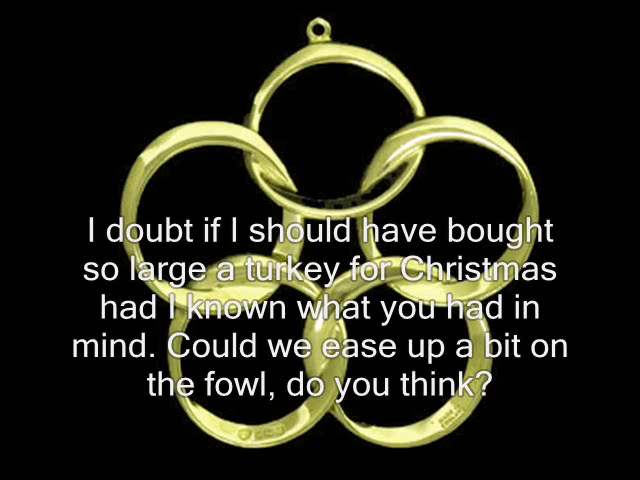 I doubt if I should have bought
so large a turkey for Christmas
had I known what you had in
mind. Could we ease up a bit on
the fowl, do you think?